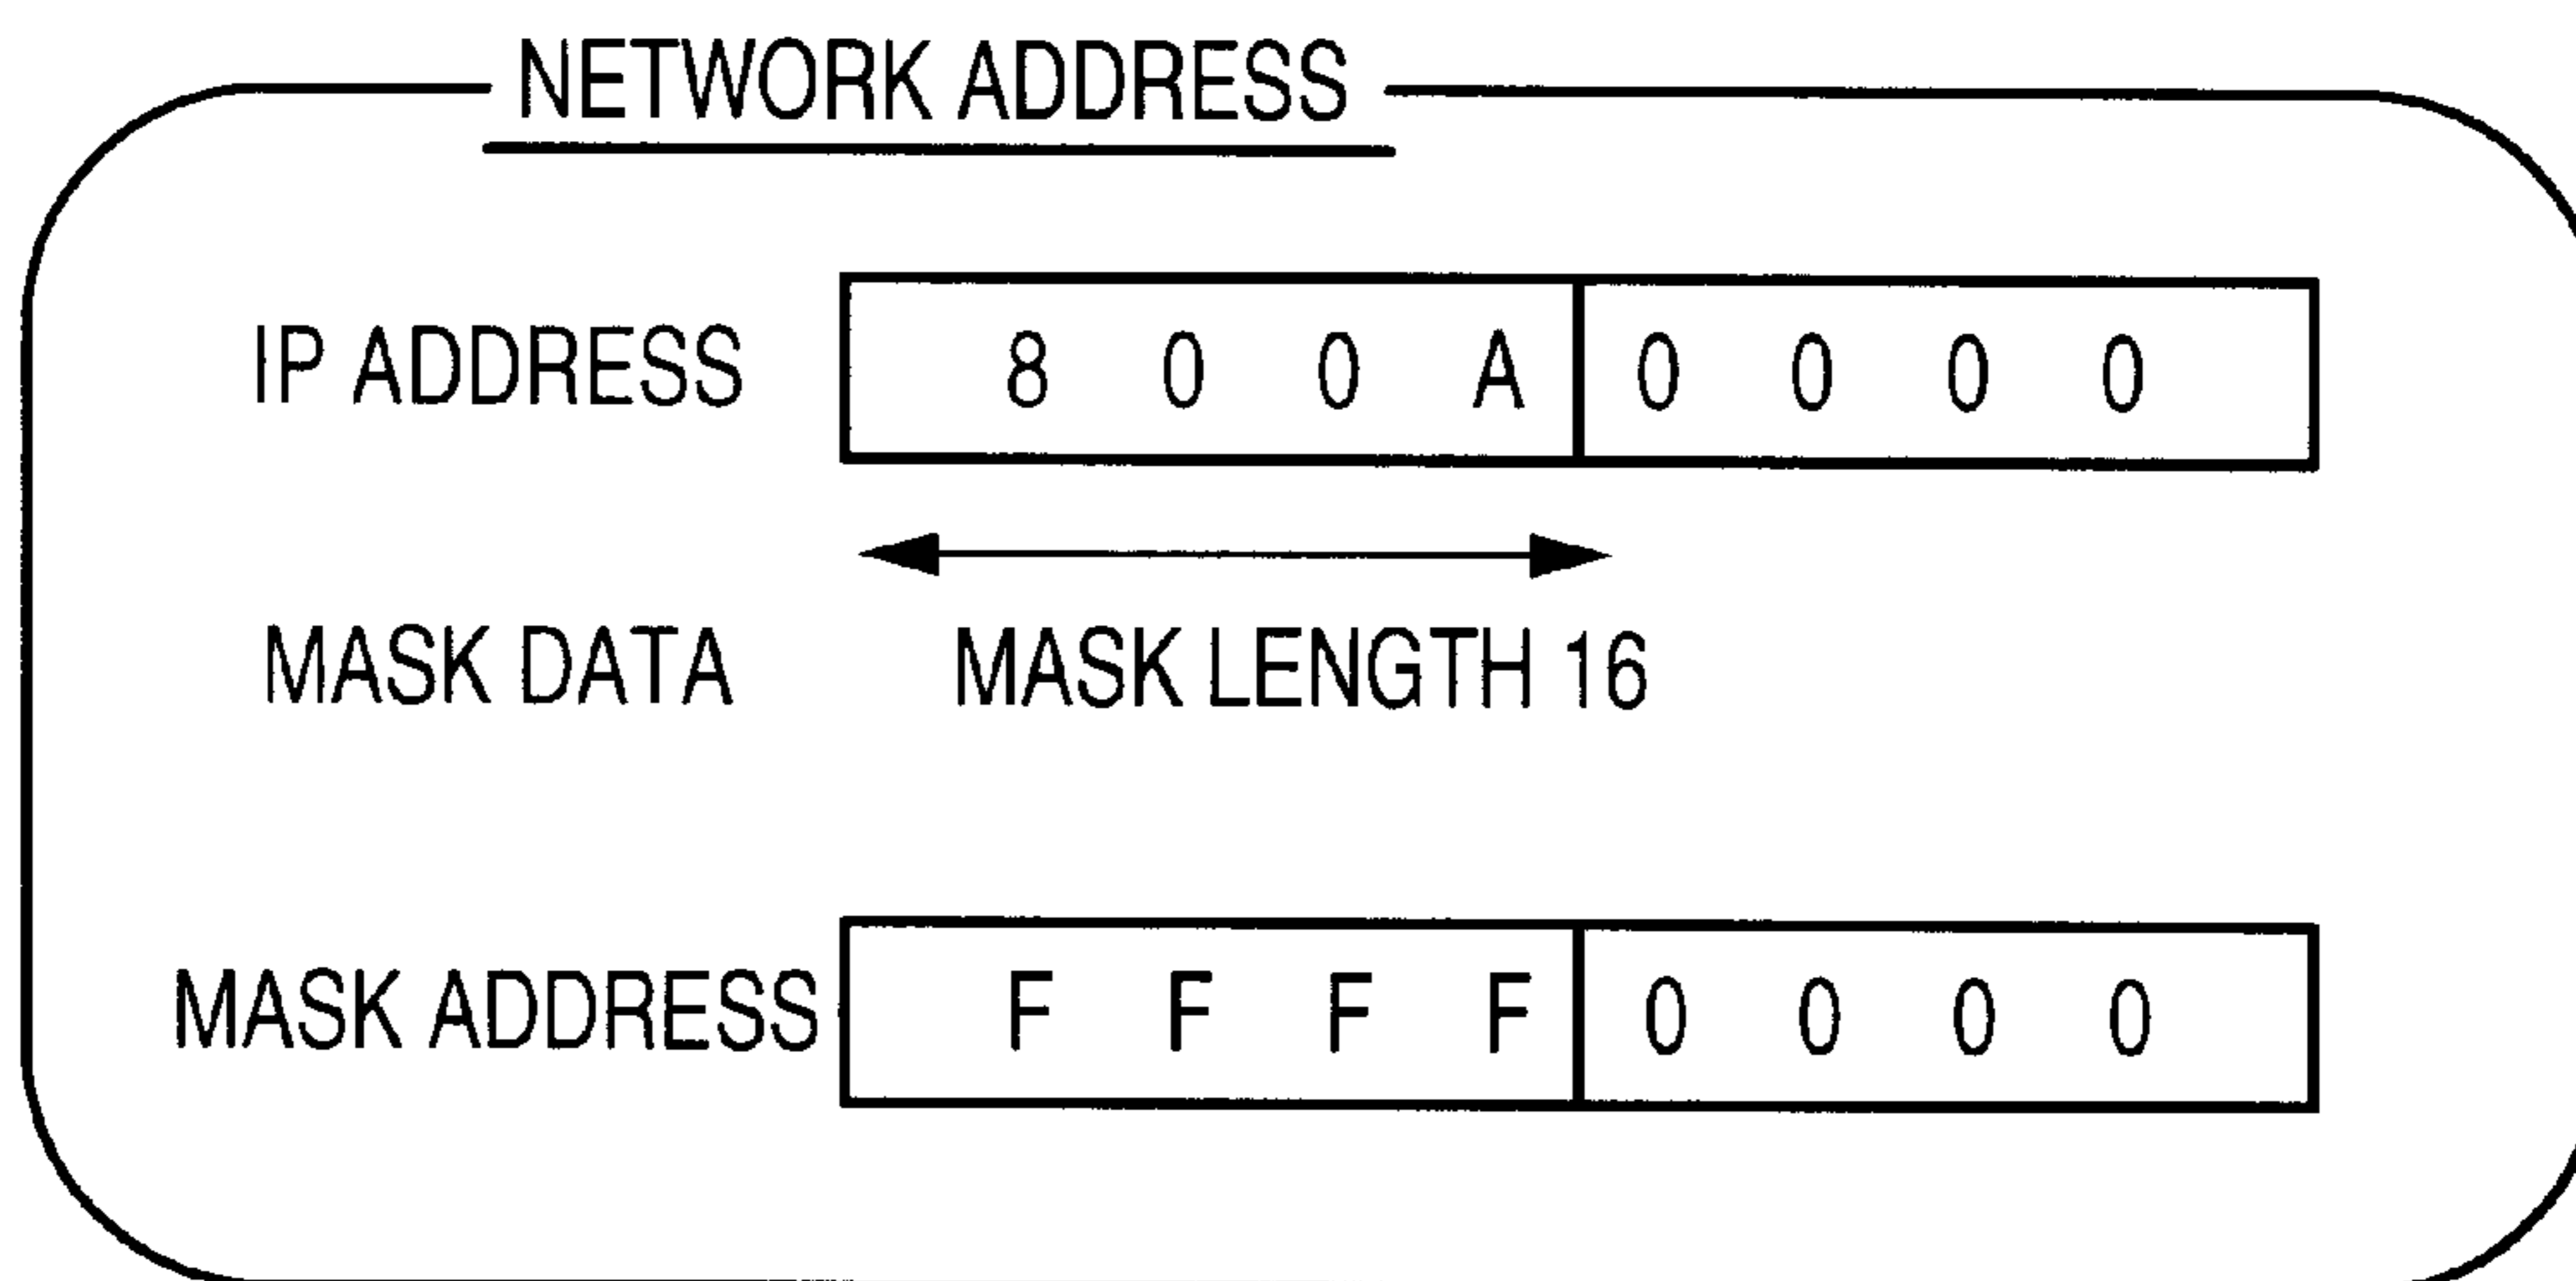 NETWORK ADDRESS
IP ADDRESS 8 0 0 A 0 0 0 0
MASK DATA MASK LENGTH 16
MASK ADDRESS F F F F 0 0 0 0